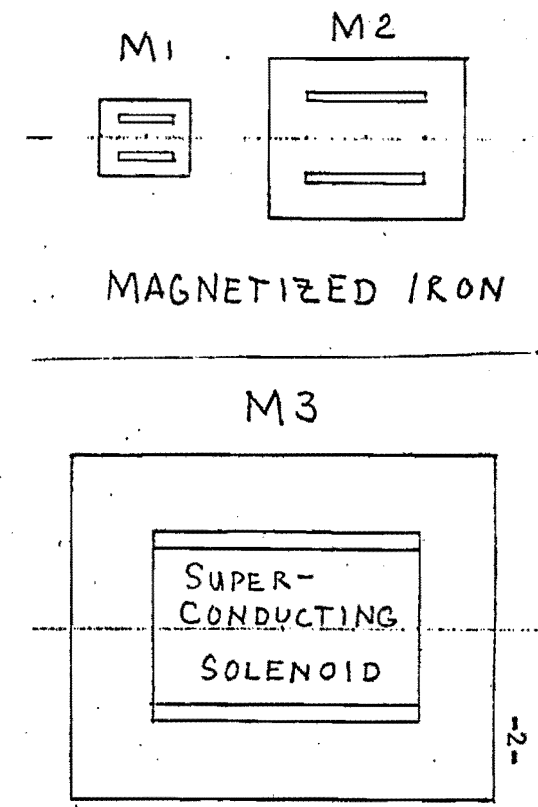 M1 M2
MAGNETIZED IRON
M3
SUPER-
CONDUCTING
SOLENOID
-2-